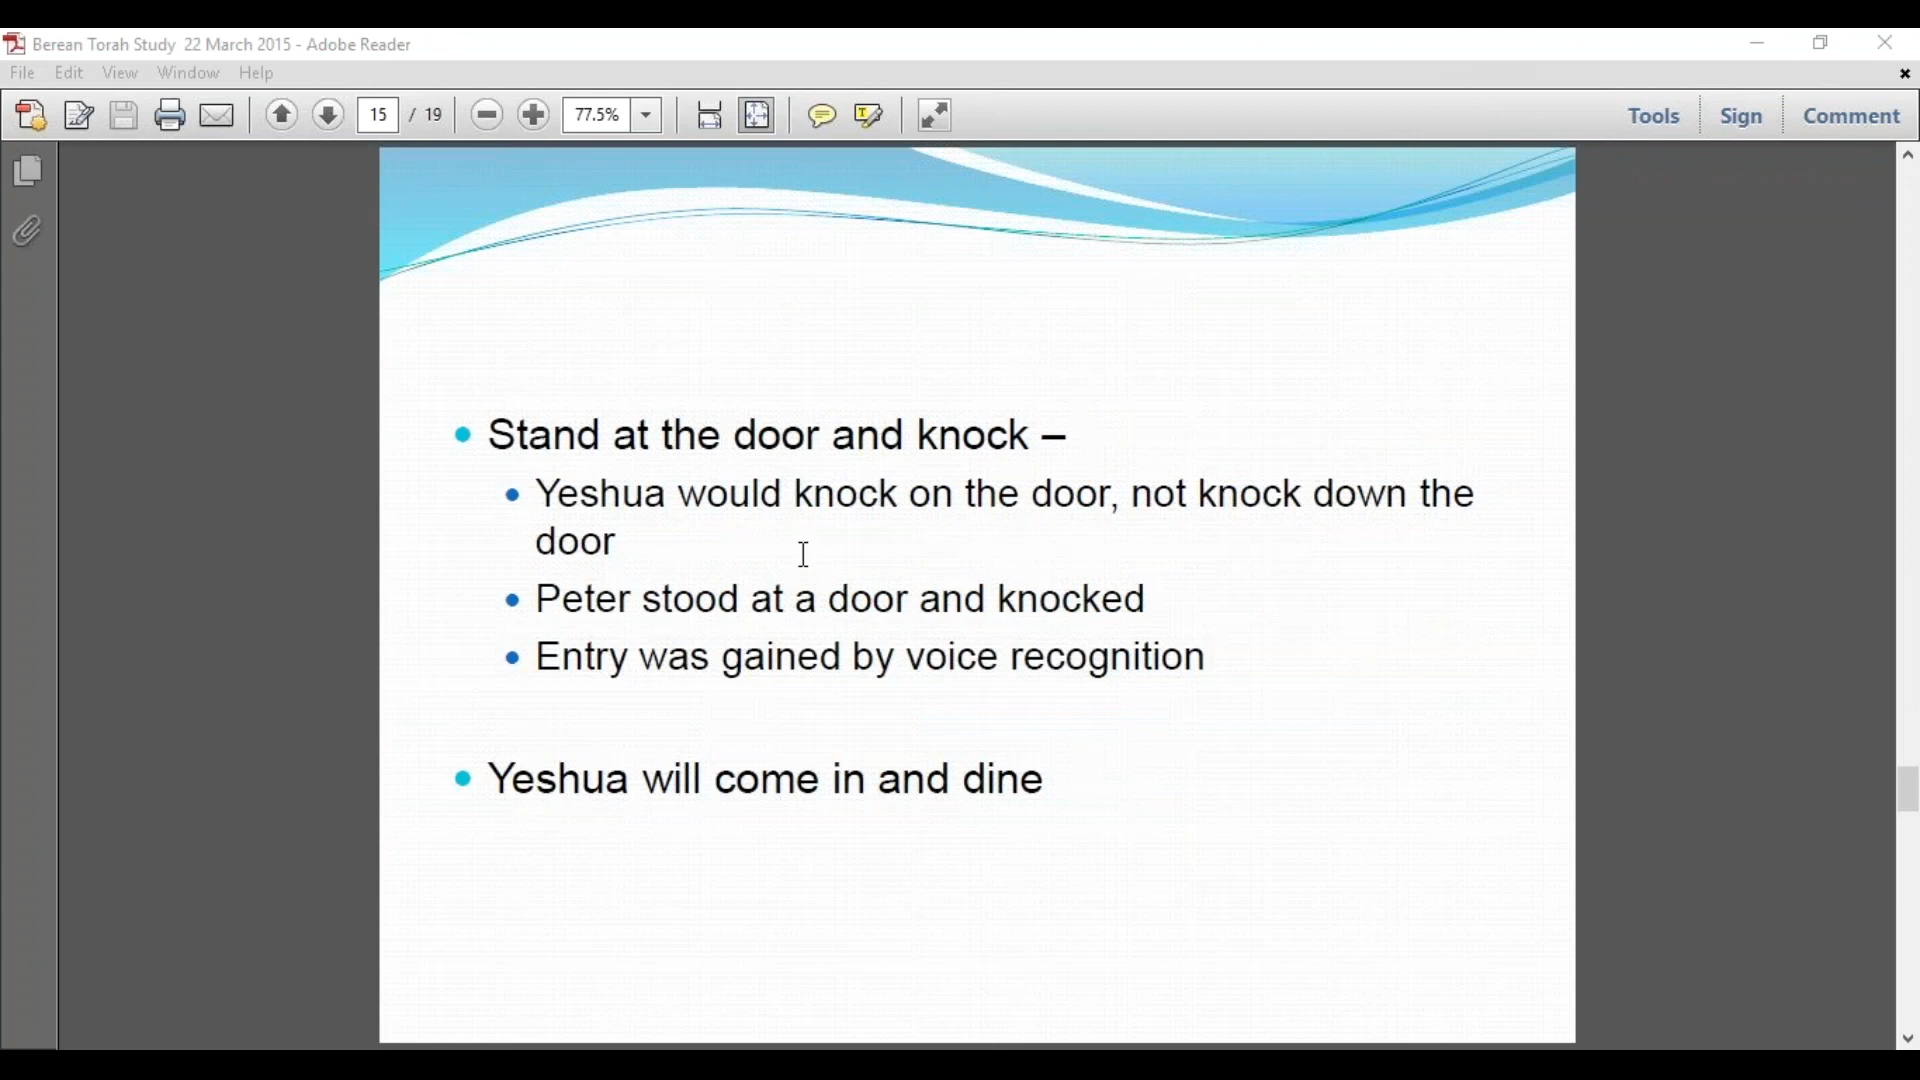 Berean Torah Study 22 March 2015 - Adobe Reader
File Edit View Window Help
15 / 19 77.5% Tools Sign Comment
• Stand at the door and knock –
• Yeshua would knock on the door, not knock down the
door
• Peter stood at a door and knocked
• Entry was gained by voice recognition
• Yeshua will come in and dine